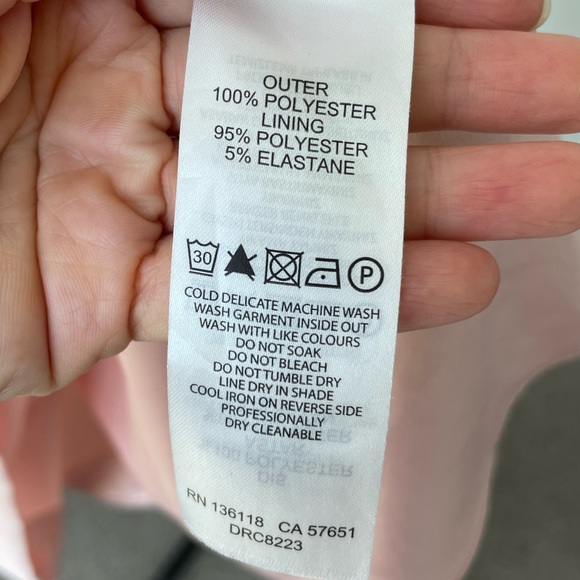 OUTER
100% POLYESTER
LINING
95% POLYESTER
5% ELASTANE
30 P
COLD DELICATE MACHINE WASH
WASH GARMENT INSIDE OUT
WASH WITH LIKE COLOURS
DO NOT SOAK
DO NOT BLEACH
DO NOT TUMBLE DRY
LINE DRY IN SHADE
COOL IRON ON REVERSE SIDE
PROFESSIONALLY
DRY CLEANABLE
RN 136118 CA 57651
DRC8223